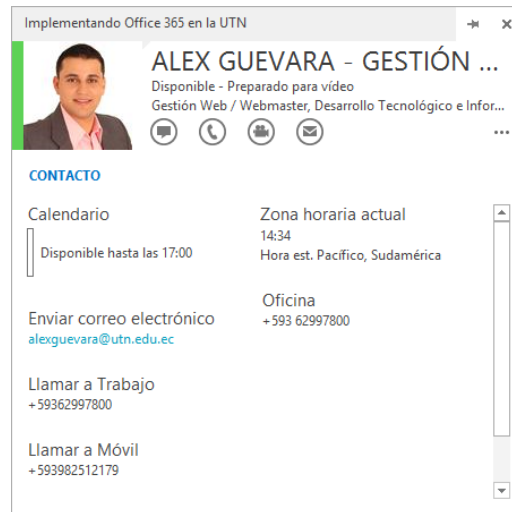 Implementando Office 365 en la UTN
ALEX GUEVARA - GESTIÓN ...
Disponible - Preparado para vídeo
Gestión Web / Webmaster, Desarrollo Tecnológico e Infor...
CONTACTO
Calendario
Disponible hasta las 17:00
Zona horaria actual
14:34
Hora est. Pacífico, Sudamérica
Enviar correo electrónico
alexguevara@utn.edu.ec
Oficina
+593 62997800
Llamar a Trabajo
+59362997800
Llamar a Móvil
+593982512179